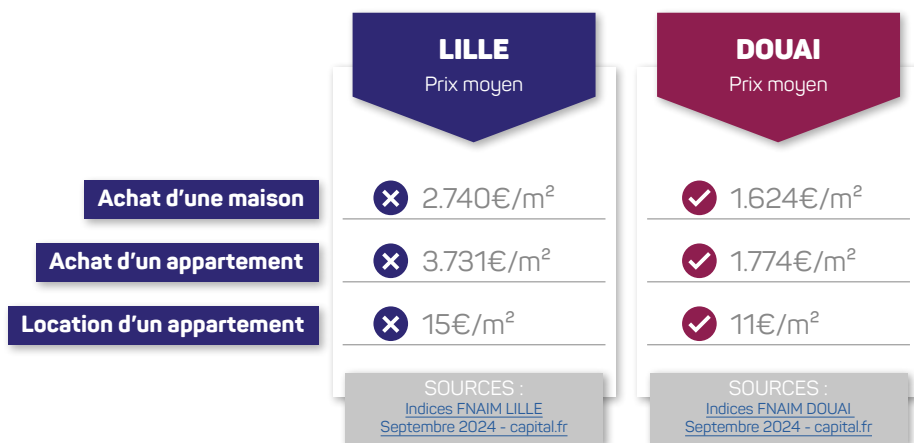 LILLE
Prix moyen
DOUAI
Prix moyen
Achat d'une maison
2.740€/m²
1.624€/m²
Achat d'un appartement
3.731€/m²
1.774€/m²
Location d'un appartement
15€/m²
11€/m²
SOURCES :
Indices FNAIM LILLE
Septembre 2024 - capital.fr
SOURCES :
Indices FNAIM DOUAI
Septembre 2024 - capital.fr